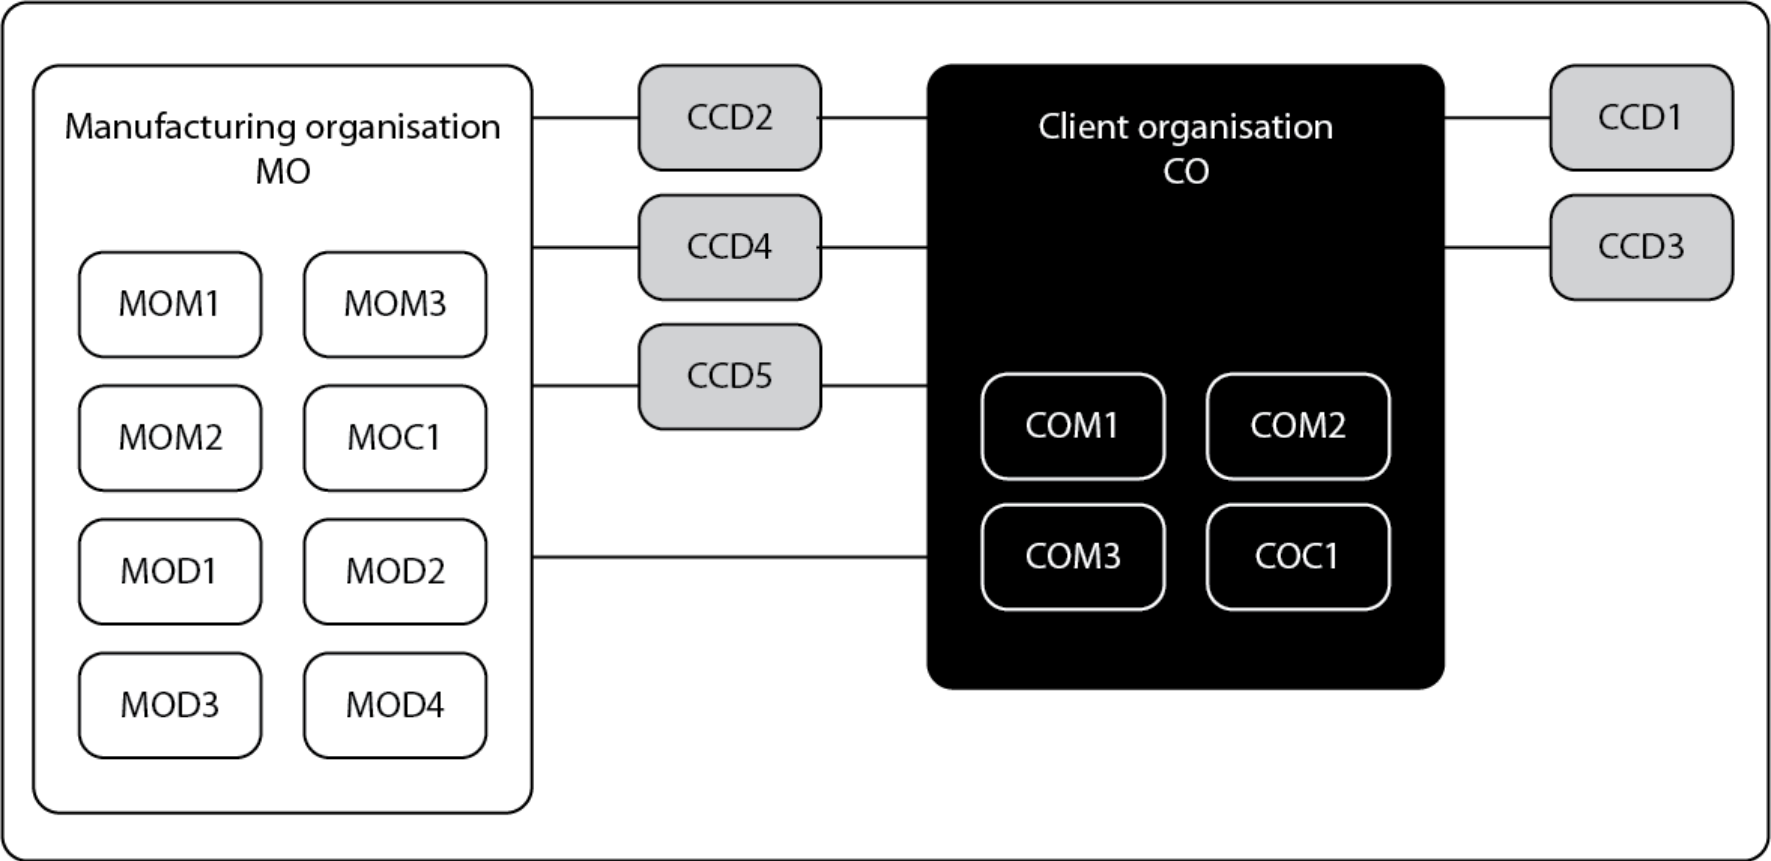 Manufacturing organisation
MO
MOM1
MOM3
MOM2
MOC1
MOD1
MOD2
MOD3
MOD4
CCD2
CCD4
CCD5
Client organisation
CO
COM1
COM2
COM3
COC1
CCD1
CCD3